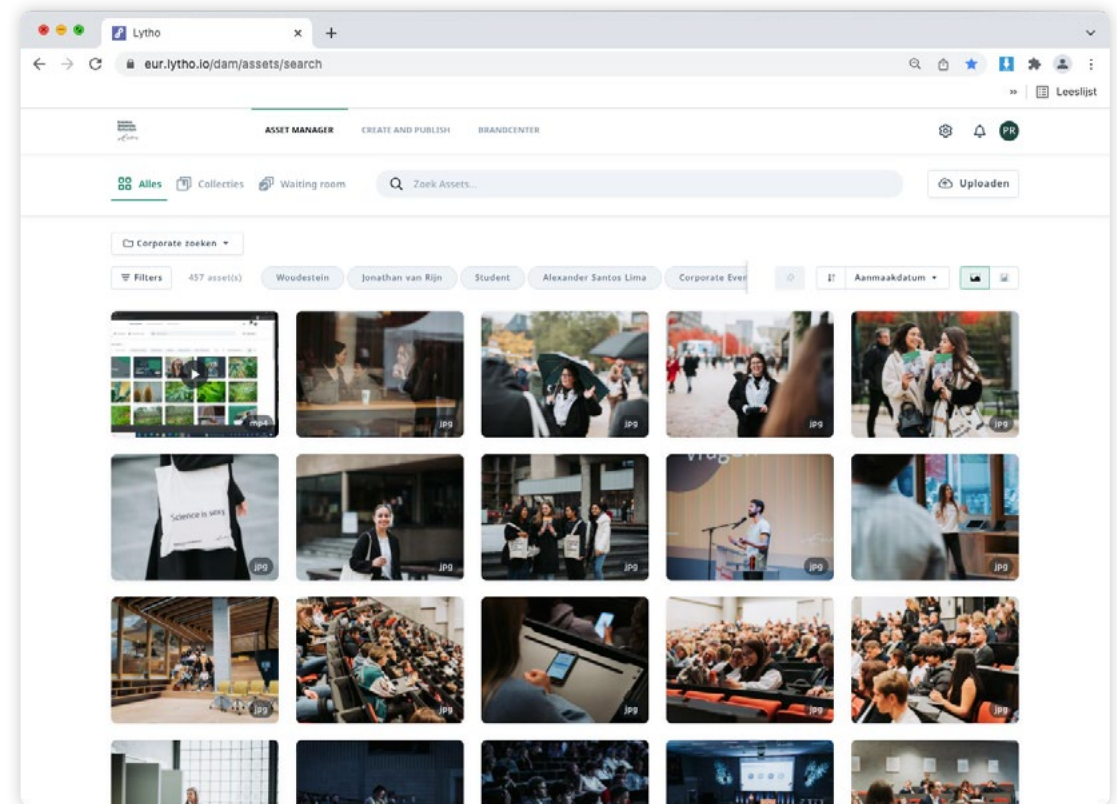 Lytho
eur.lytho.io/dam/assets/search
» Leeslijst
ASSET MANAGER CREATE AND PUBLISH BRANDCENTER
PR
Alles Collecties Waiting room Zoek Assets... Uploaden
Corporate zoeken
Filters 457 asset(s) Woudestein Jonathan van Rijn Student Alexander Santos Lima Corporate Ever Aanmaakdatum
mp4 jpg jpg jpg jpg
Science is sexy.
jpg jpg jpg jpg jpg
jpg jpg jpg jpg jpg